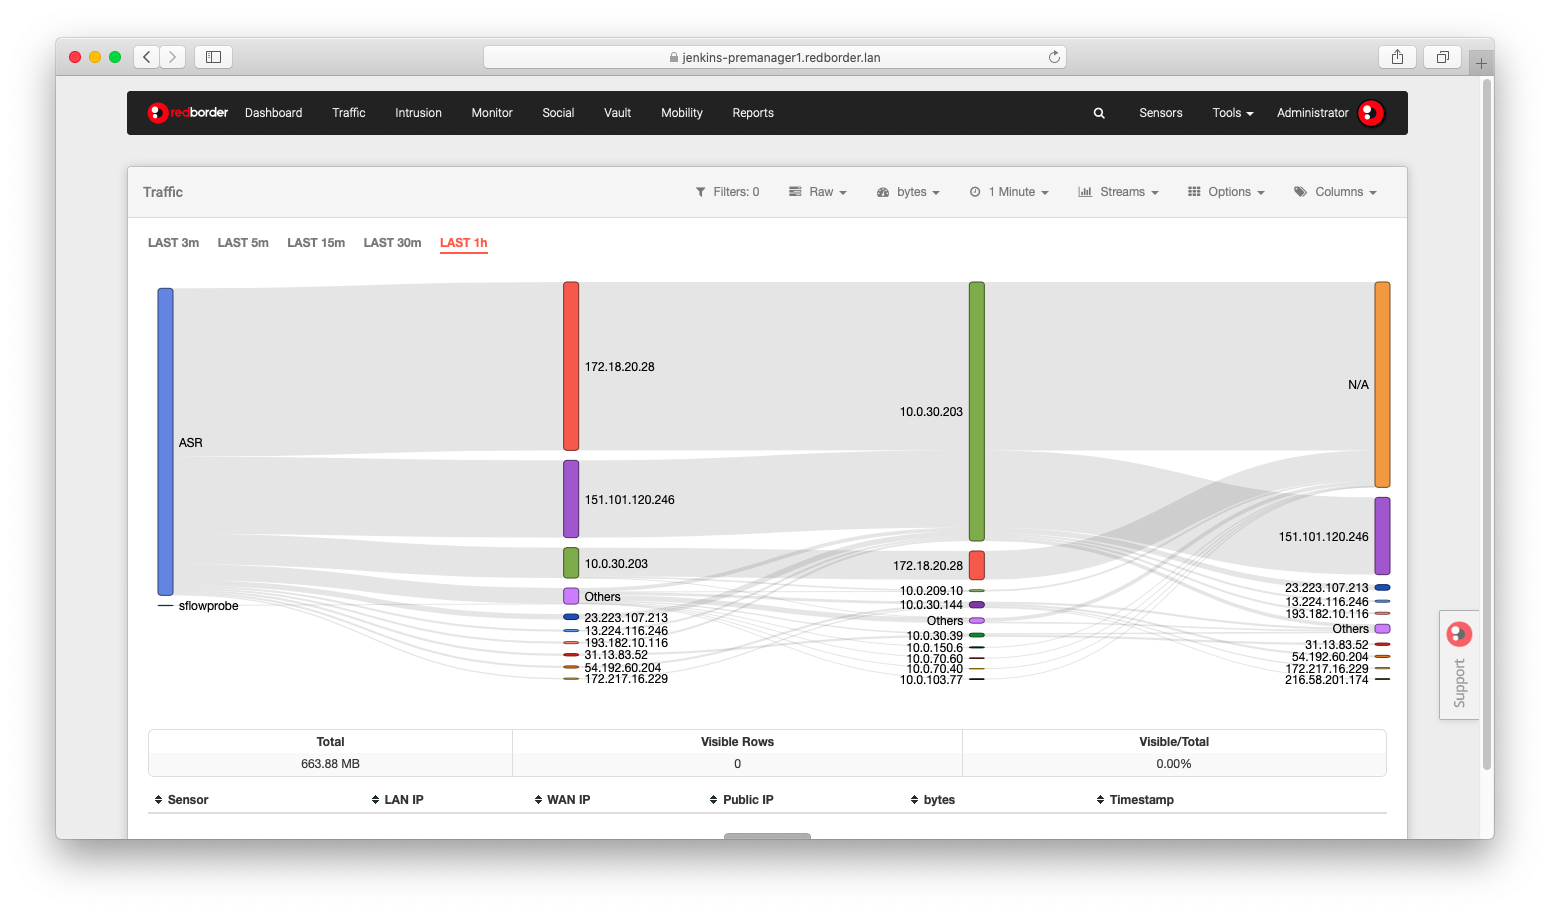 jenkins-premanager1.redborder.lan
redborder Dashboard Traffic Intrusion Monitor Social Vault Mobility Reports Sensors Tools Administrator
Traffic Filters: 0 Raw bytes 1 Minute Streams Options Columns
LAST 3m LAST 5m LAST 15m LAST 30m LAST 1h
ASR
sflowprobe
172.18.20.28
151.101.120.246
10.0.30.203
Others
23.223.107.213
13.224.116.246
193.182.10.116
31.13.83.52
54.192.60.204
172.217.16.229
10.0.30.203
172.18.20.28
10.0.209.10
10.0.30.144
Others
10.0.30.39
10.0.150.6
10.0.70.60
10.0.70.40
10.0.103.77
N/A
151.101.120.246
23.223.107.213
13.224.116.246
193.182.10.116
Others
31.13.83.52
54.192.60.204
172.217.16.229
216.58.201.174
Support
Total Visible Rows Visible/Total
663.88 MB 0 0.00%
Sensor LAN IP WAN IP Public IP bytes Timestamp